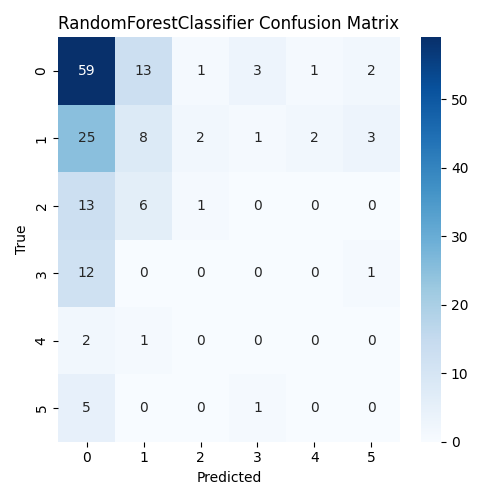 RandomForestClassifier Confusion Matrix
0 59 13 1 3 1 2
1 25 8 2 1 2 3
2 13 6 1 0 0 0
3 12 0 0 0 0 1
4 2 1 0 0 0 0
5 5 0 0 1 0 0
0 1 2 3 4 5
Predicted
True
50
40
30
20
10
0